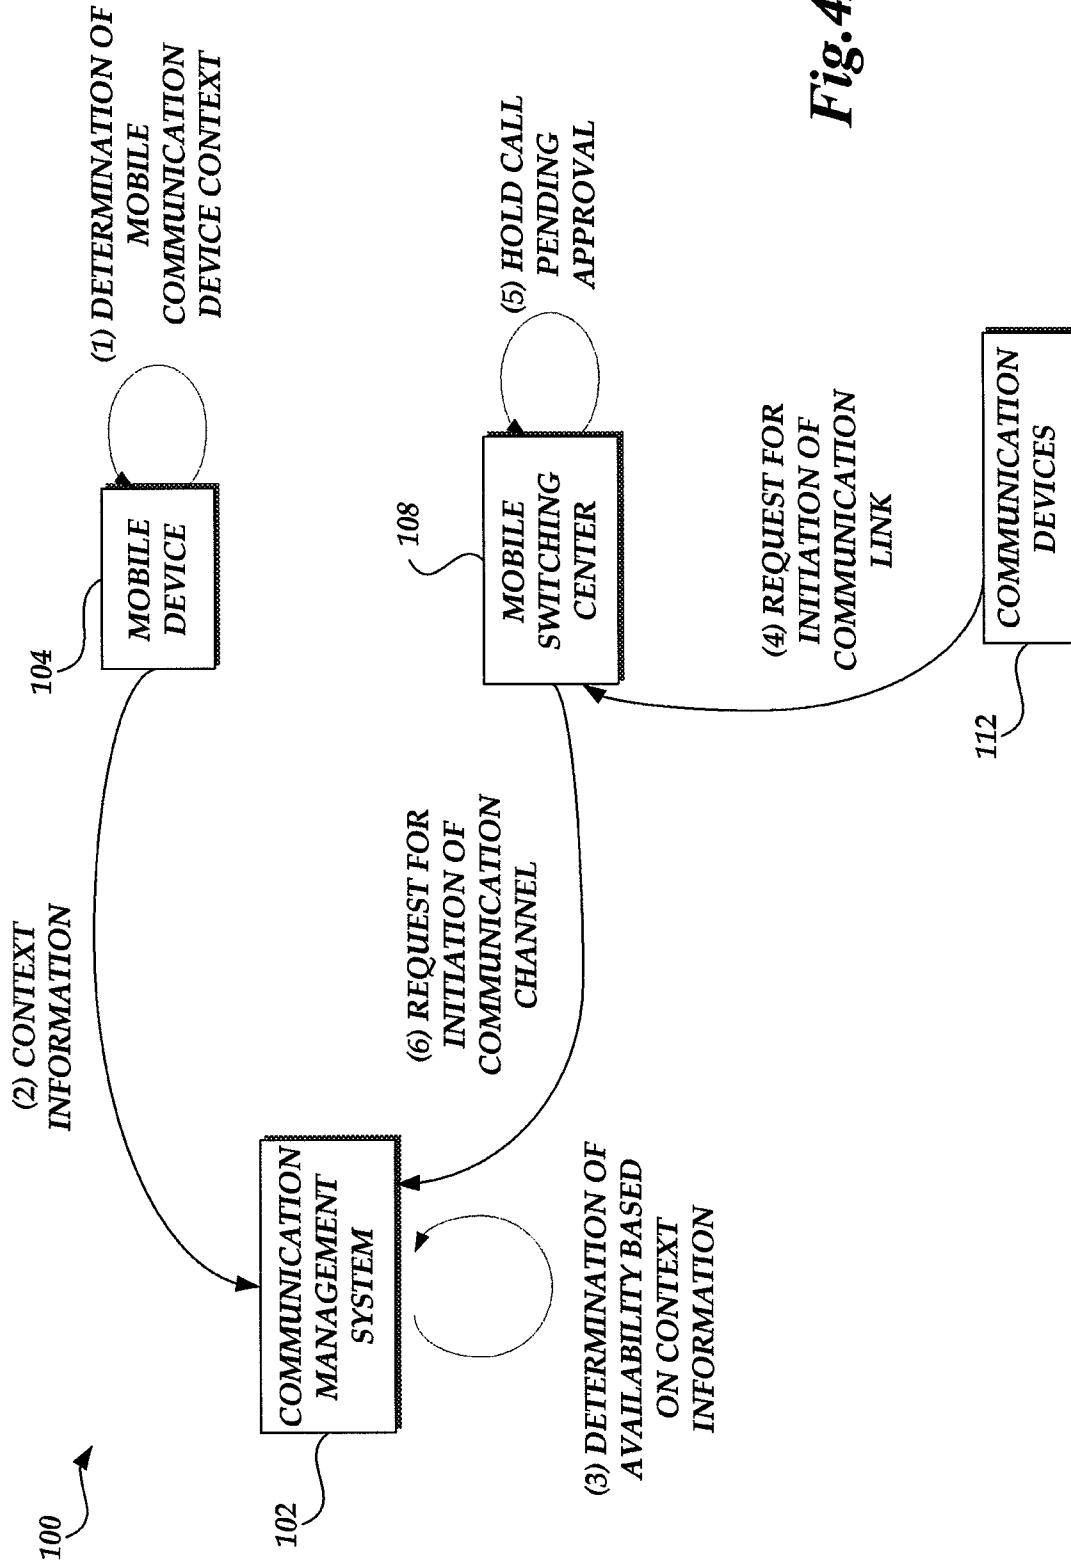 100
102
COMMUNICATION
MANAGEMENT
SYSTEM
(2) CONTEXT
INFORMATION
104
MOBILE
DEVICE
(1) DETERMINATION OF
MOBILE
COMMUNICATION
DEVICE CONTEXT
(3) DETERMINATION OF
AVAILABILITY BASED
ON CONTEXT
INFORMATION
(6) REQUEST FOR
INITIATION OF
COMMUNICATION
CHANNEL
108
MOBILE
SWITCHING
CENTER
(5) HOLD CALL
PENDING
APPROVAL
(4) REQUEST FOR
INITIATION OF
COMMUNICATION
LINK
112
COMMUNICATION
DEVICES
Fig.4